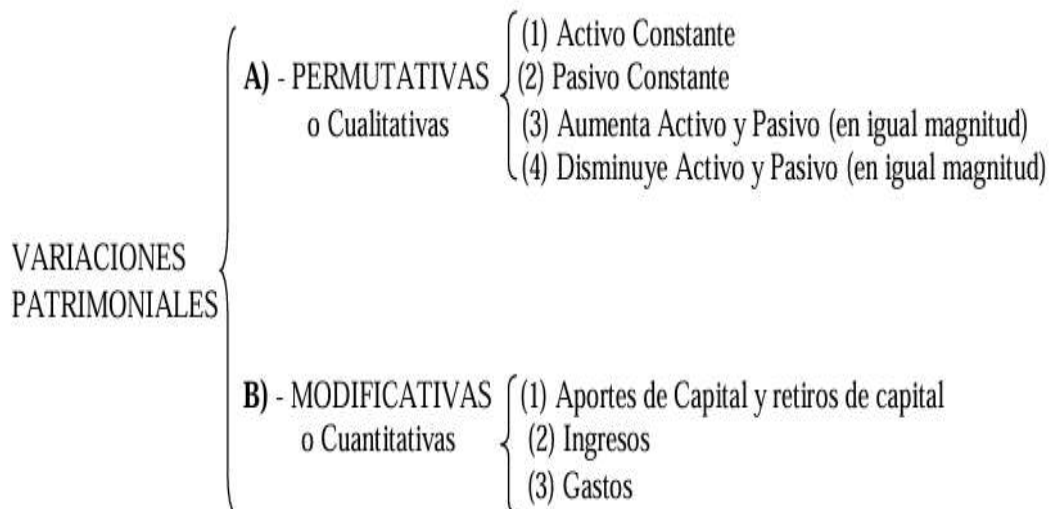 VARIACIONES
PATRIMONIALES
A) - PERMUTATIVAS
o Cualitativas
(1) Activo Constante
(2) Pasivo Constante
(3) Aumenta Activo y Pasivo (en igual magnitud)
(4) Disminuye Activo y Pasivo (en igual magnitud)
B) - MODIFICATIVAS
o Cuantitativas
(1) Aportes de Capital y retiros de capital
(2) Ingresos
(3) Gastos